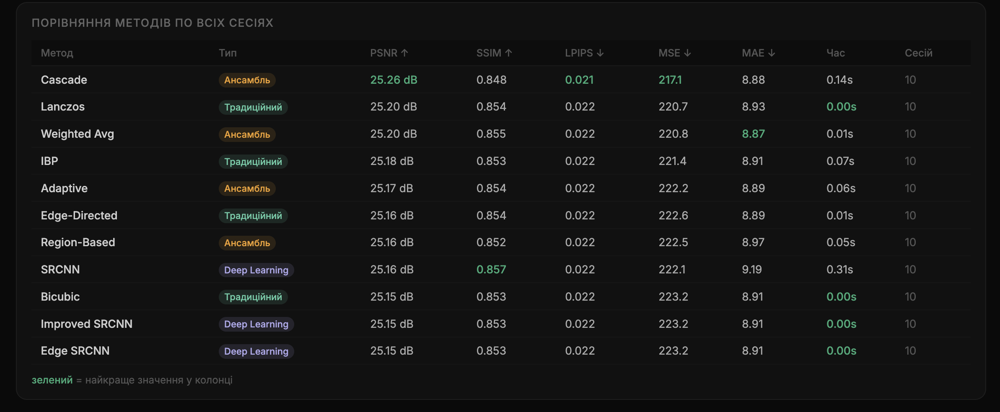 ПОРІВНЯННЯ МЕТОДІВ ПО ВСІХ СЕСІЯХ
Метод Тип PSNR ↑ SSIM ↑ LPIPS ↓ MSE ↓ MAE ↓ Час Сесій
Cascade Ансамбль 25.26 dB 0.848 0.021 217.1 8.88 0.14s 10
Lanczos Традиційний 25.20 dB 0.854 0.022 220.7 8.93 0.00s 10
Weighted Avg Ансамбль 25.20 dB 0.855 0.022 220.8 8.87 0.01s 10
IBP Традиційний 25.18 dB 0.853 0.022 221.4 8.91 0.07s 10
Adaptive Ансамбль 25.17 dB 0.854 0.022 222.2 8.89 0.06s 10
Edge-Directed Традиційний 25.16 dB 0.854 0.022 222.6 8.89 0.01s 10
Region-Based Ансамбль 25.16 dB 0.852 0.022 222.5 8.97 0.05s 10
SRCNN Deep Learning 25.16 dB 0.857 0.022 222.1 9.19 0.31s 10
Bicubic Традиційний 25.15 dB 0.853 0.022 223.2 8.91 0.00s 10
Improved SRCNN Deep Learning 25.15 dB 0.853 0.022 223.2 8.91 0.00s 10
Edge SRCNN Deep Learning 25.15 dB 0.853 0.022 223.2 8.91 0.00s 10
зелений = найкраще значення у колонці